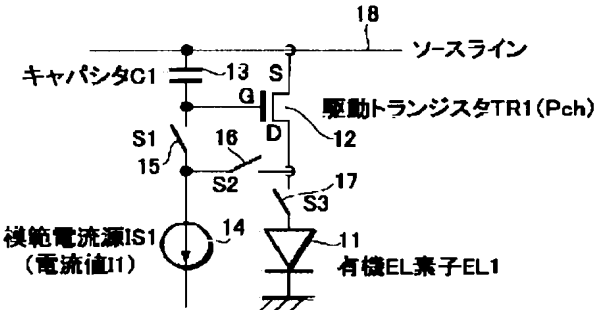 18
ソースライン
キャパシタC1
13
S
G
駆動トランジスタTR1(Pch)
D
12
S1
15
16
S2
17
S3
模範電流源IS1
(電流値I1)
14
11
有機EL素子EL1